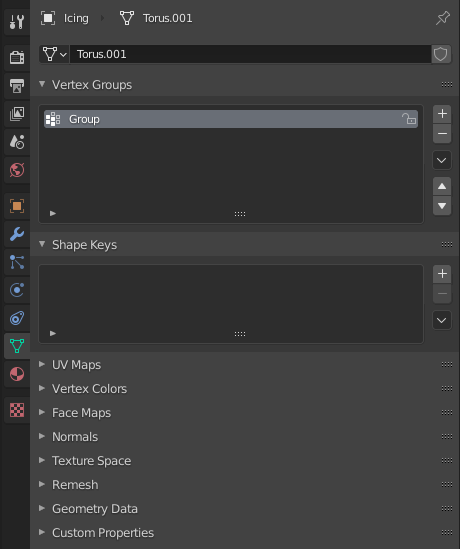 Icing Torus.001
Torus.001
Vertex Groups
Group
Shape Keys
UV Maps
Vertex Colors
Face Maps
Normals
Texture Space
Remesh
Geometry Data
Custom Properties